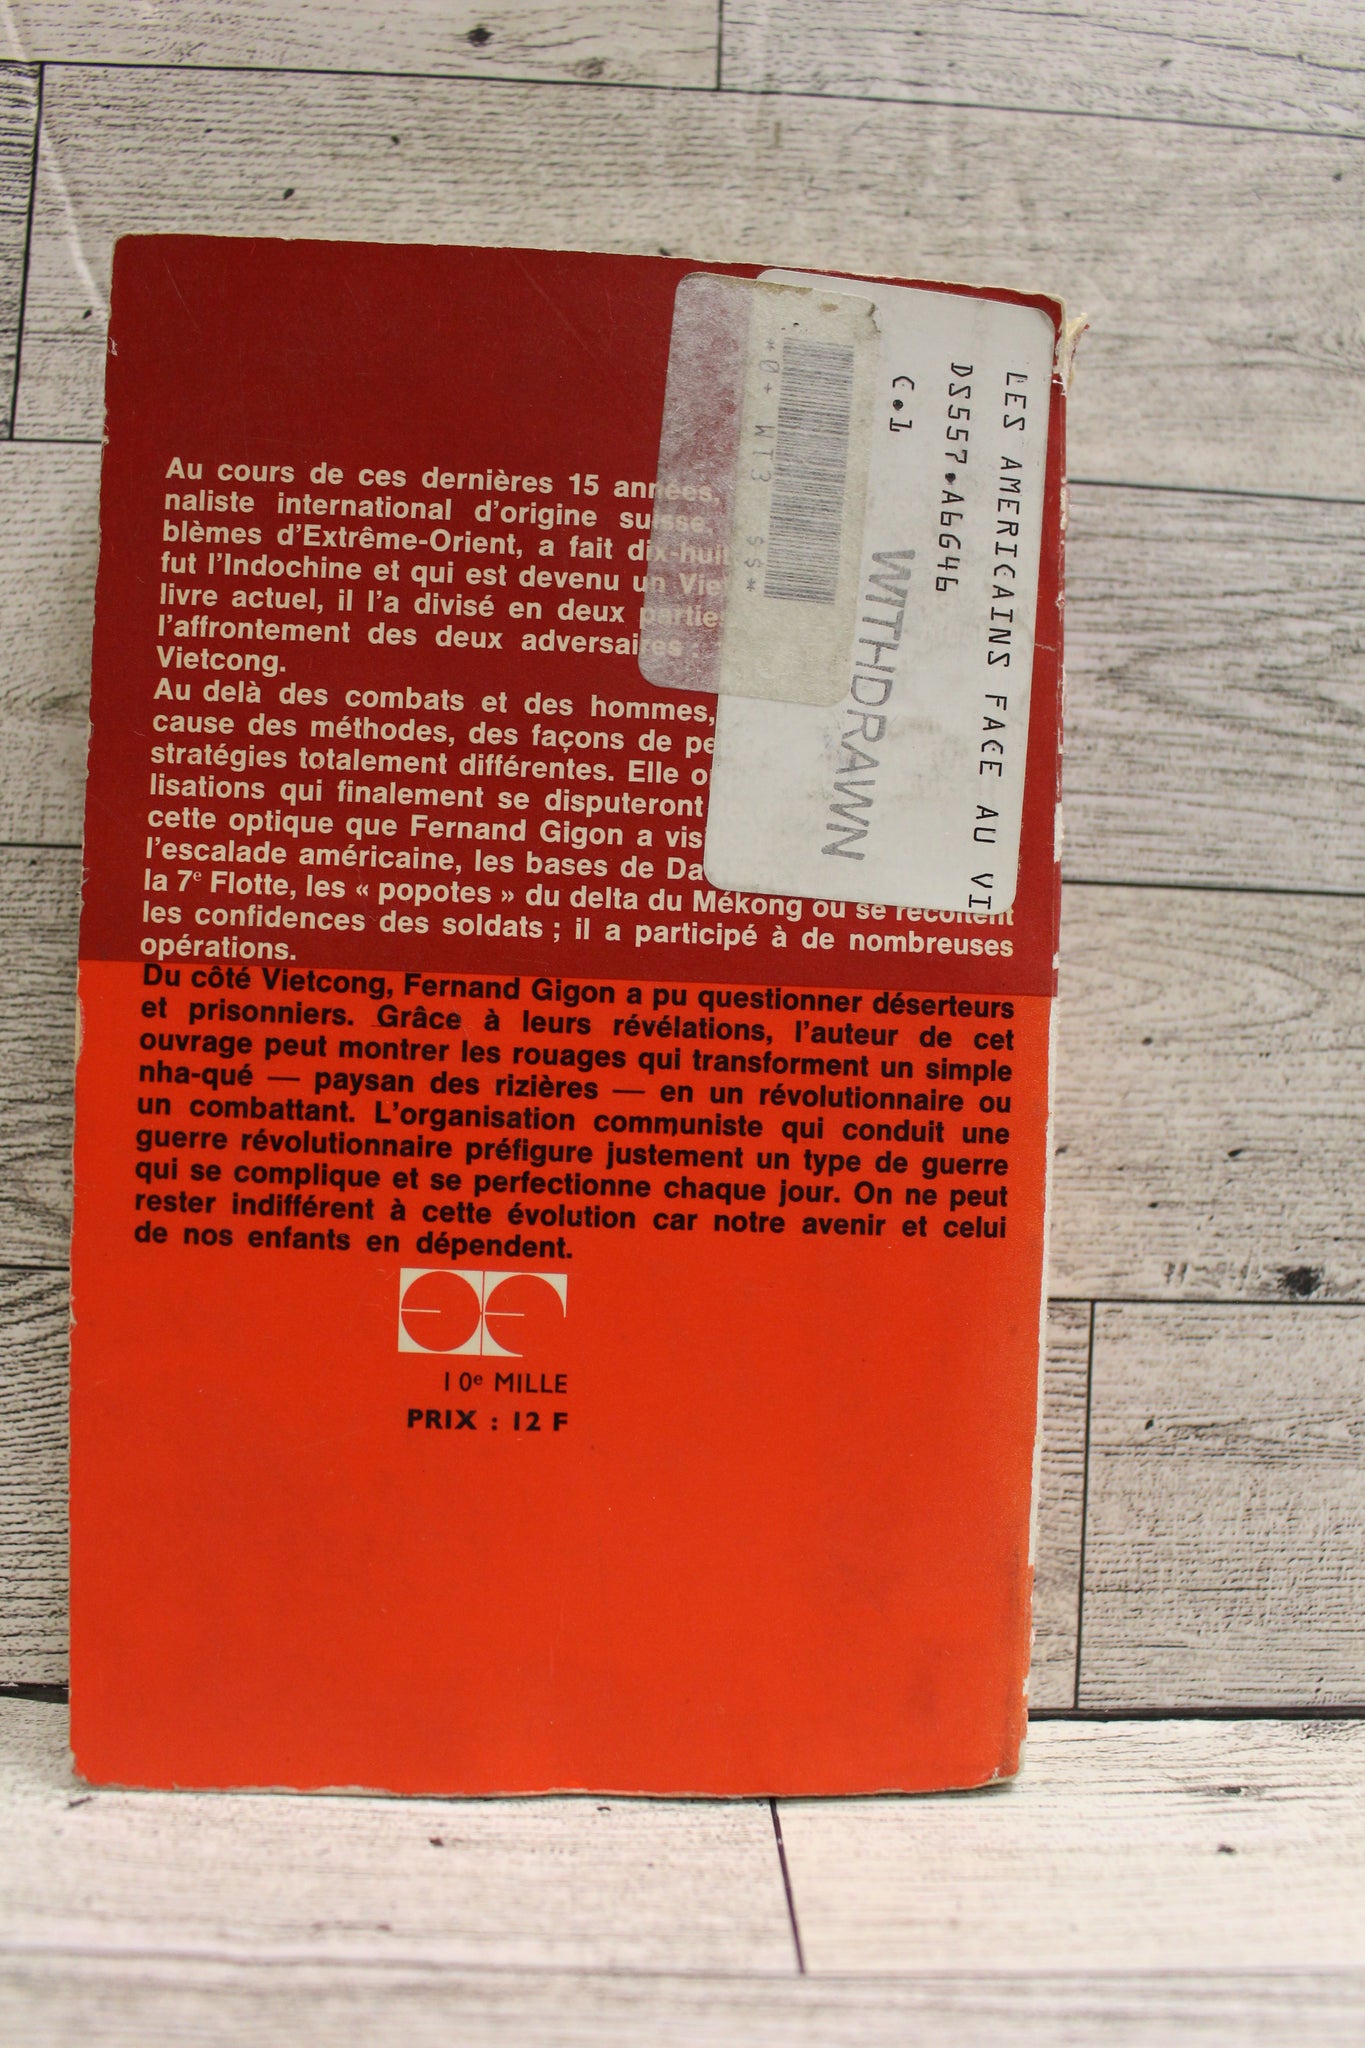 Au cours de ces dernières 15 années,
naliste international d'origine suisse,
blèmes d'Extrême-Orient, a fait dix-huit
fut l'Indochine et qui est devenu un Vie
livre actuel, il l'a divisé en deux parties
l'affrontement des deux adversaires :
Vietcong.
Au delà des combats et des hommes,
cause des méthodes, des façons de pe
stratégies totalement différentes. Elle o
lisations qui finalement se disputeront
cette optique que Fernand Gigon a vis
l'escalade américaine, les bases de Da
la 7e Flotte, les « popotes » du delta du Mékong où se récoltent
les confidences des soldats ; il a participé à de nombreuses
opérations.
Du côté Vietcong, Fernand Gigon a pu questionner déserteurs
et prisonniers. Grâce à leurs révélations, l'auteur de cet
ouvrage peut montrer les rouages qui transforment un simple
nha-qué — paysan des rizières — en un révolutionnaire ou
un combattant. L'organisation communiste qui conduit une
guerre révolutionnaire préfigure justement un type de guerre
qui se complique et se perfectionne chaque jour. On ne peut
rester indifférent à cette évolution car notre avenir et celui
de nos enfants en dépendent.
10e MILLE
PRIX : 12 F
LES AMERICAINS FACE AU VI
DS557.A6G46
C.1
WITHDRAWN